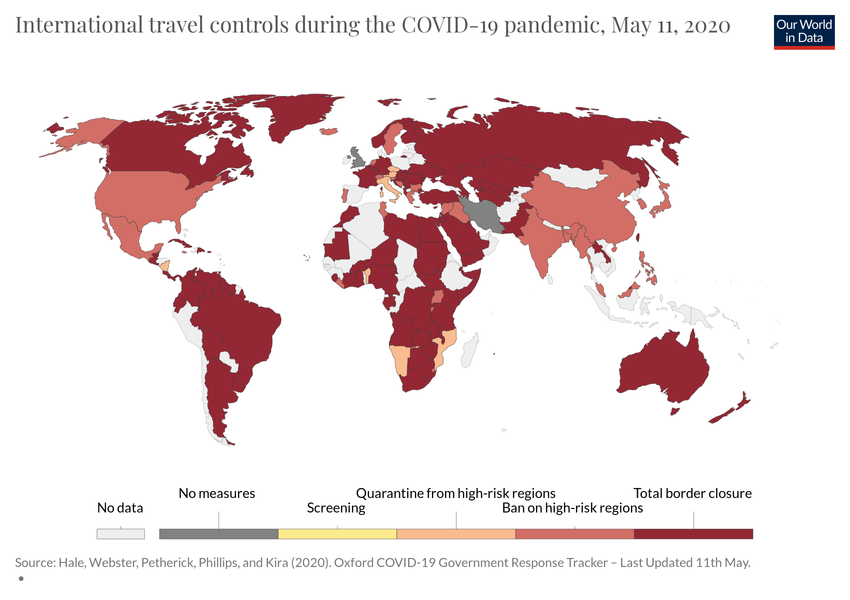 International travel controls during the COVID-19 pandemic, May 11, 2020
Our World
in Data
No data
No measures
Screening
Quarantine from high-risk regions
Ban on high-risk regions
Total border closure
Source: Hale, Webster, Petherick, Phillips, and Kira (2020). Oxford COVID-19 Government Response Tracker – Last Updated 11th May.